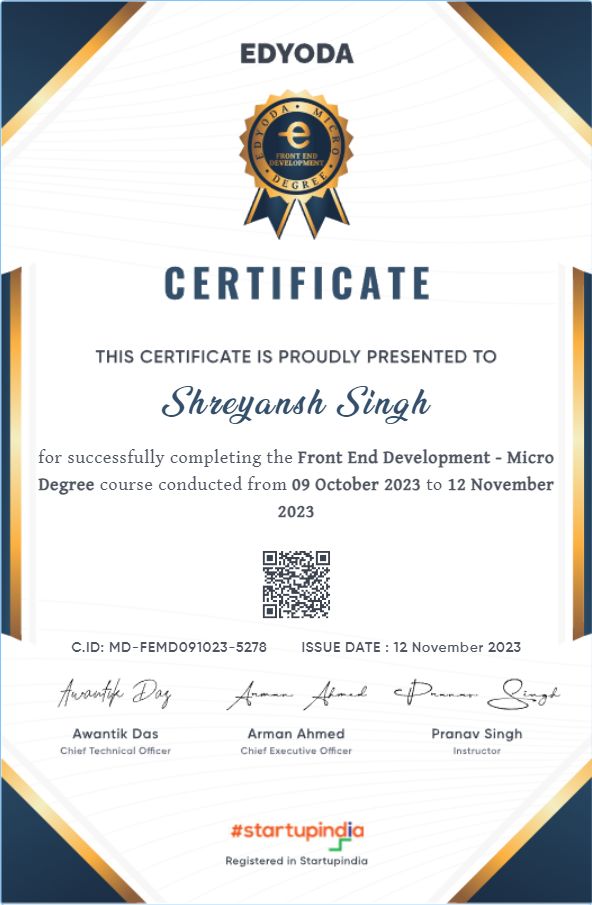 EDYODA
EDYODA • MICRO
e
FRONT END
DEVELOPMENT
• DEGREE •
CERTIFICATE
THIS CERTIFICATE IS PROUDLY PRESENTED TO
Shreyansh Singh
for successfully completing the Front End Development - Micro
Degree course conducted from 09 October 2023 to 12 November
2023
C.ID: MD-FEMD091023-5278 ISSUE DATE : 12 November 2023
Awantik Das Arman Ahmed Pranav Singh
Awantik Das Arman Ahmed Pranav Singh
Chief Technical Officer Chief Executive Officer Instructor
#startupindia
Registered in Startupindia